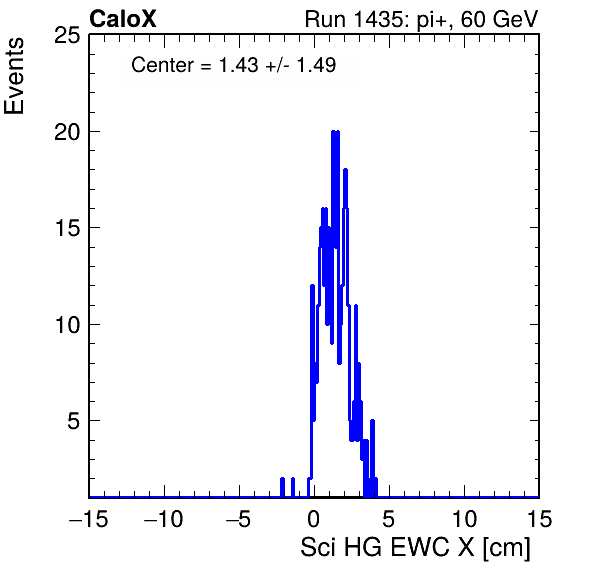 CaloX
Run 1435: pi+, 60 GeV
Events
25
20
15
10
5
Center = 1.43 +/- 1.49
−15
−10
−5
0
5
10
15
Sci HG EWC X [cm]